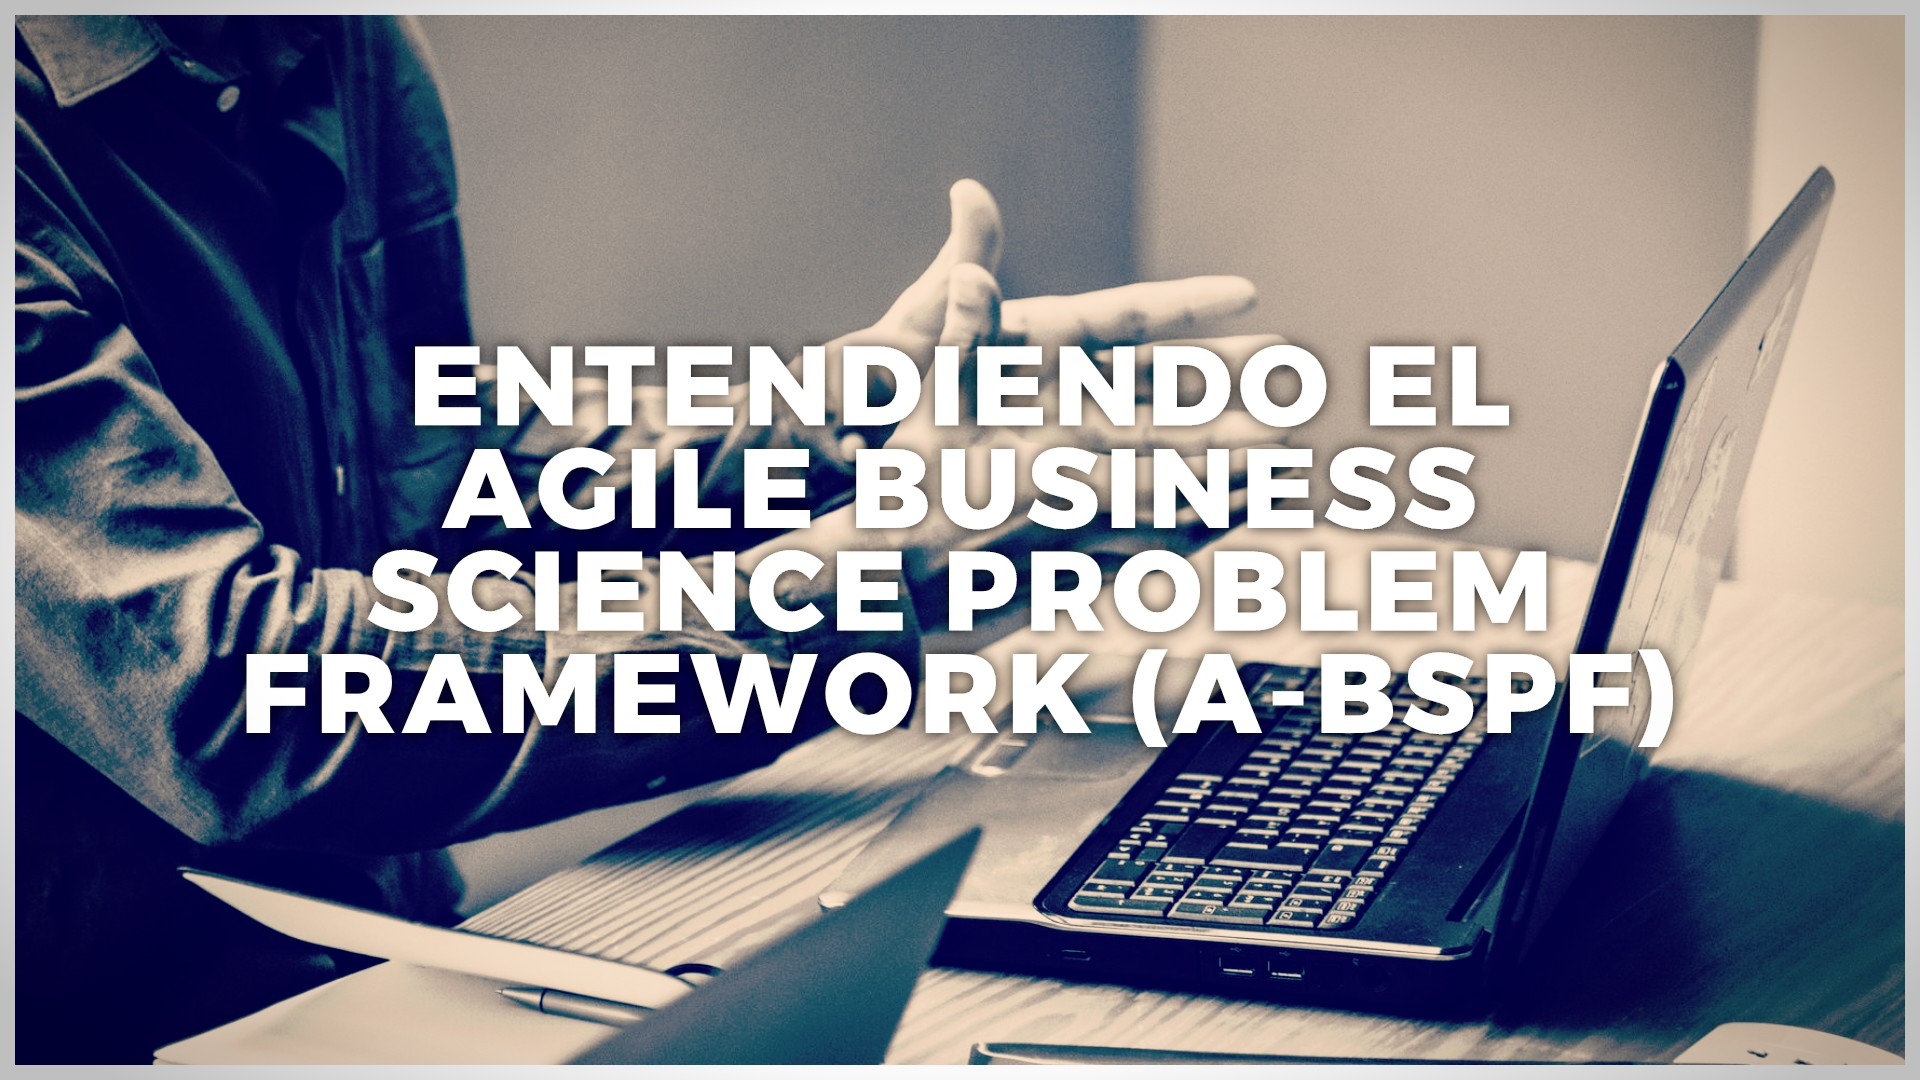 ENTENDIENDO EL
AGILE BUSINESS
SCIENCE PROBLEM
FRAMEWORK (A-BSPF)